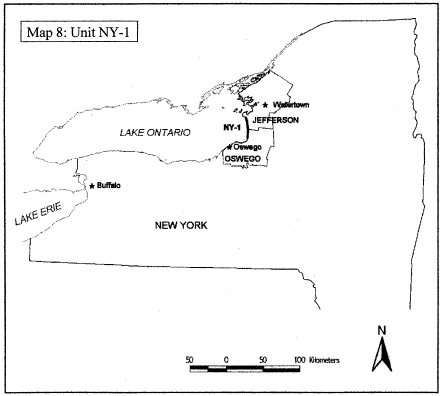 Map 8: Unit NY-1
Watertown
LAKE ONTARIO
NY-1
JEFFERSON
Oswego
OSWEGO
Buffalo
LAKE ERIE
NEW YORK
N
50 0 50 100 Kilometers